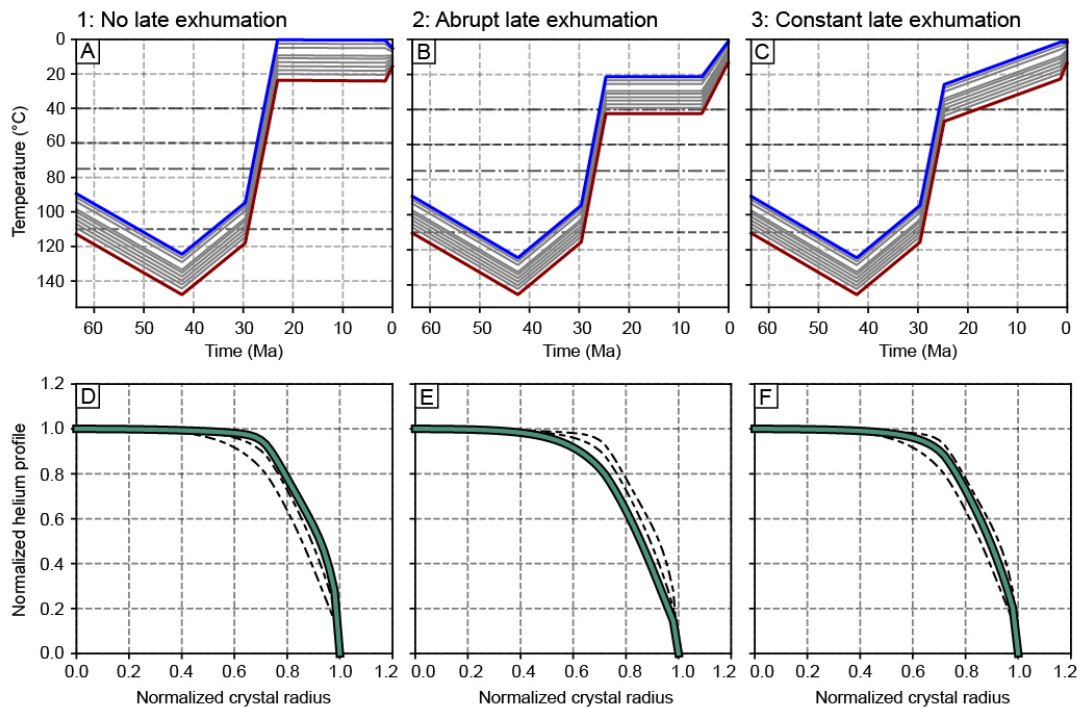 1: No late exhumation
2: Abrupt late exhumation
3: Constant late exhumation
A
B
C
Temperature (°C)
0
20
40
60
80
100
120
140
60 50 40 30 20 10 0
60 50 40 30 20 10 0
60 50 40 30 20 10 0
Time (Ma)
Time (Ma)
Time (Ma)
D
E
F
Normalized helium profile
1.2
1.0
0.8
0.6
0.4
0.2
0.0
0.0 0.2 0.4 0.6 0.8 1.0 1.2
0.0 0.2 0.4 0.6 0.8 1.0 1.2
0.0 0.2 0.4 0.6 0.8 1.0 1.2
Normalized crystal radius
Normalized crystal radius
Normalized crystal radius